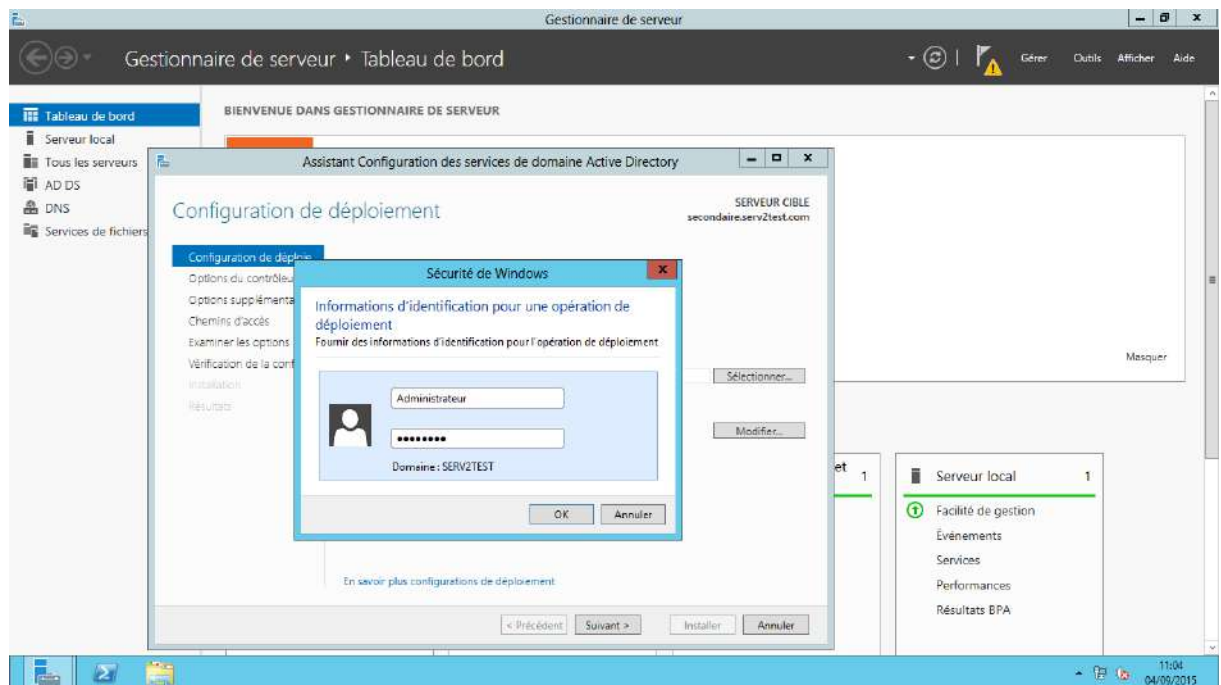 Gestionnaire de serveur
Gestionnaire de serveur ‣ Tableau de bord
Gérer Outils Afficher Aide
Tableau de bord
Serveur local
Tous les serveurs
AD DS
DNS
Services de fichiers
BIENVENUE DANS GESTIONNAIRE DE SERVEUR
Assistant Configuration des services de domaine Active Directory
Configuration de déploiement
SERVEUR CIBLE
secondaire.serv2test.com
Configuration de déploie
Options du contrôleu
Options supplémenta
Chemins d'accès
Examiner les options
Vérification de la conf
Installation
Résultats
Sécurité de Windows
Informations d'identification pour une opération de
déploiement
Fournir des informations d'identification pour l'opération de déploiement
Administrateur
••••••••
Domaine : SERV2TEST
OK Annuler
Sélectionner...
Modifier...
En savoir plus configurations de déploiement
< Précédent Suivant > Installer Annuler
Masquer
et 1
Serveur local 1
Facilité de gestion
Événements
Services
Performances
Résultats BPA
11:04
04/09/2015